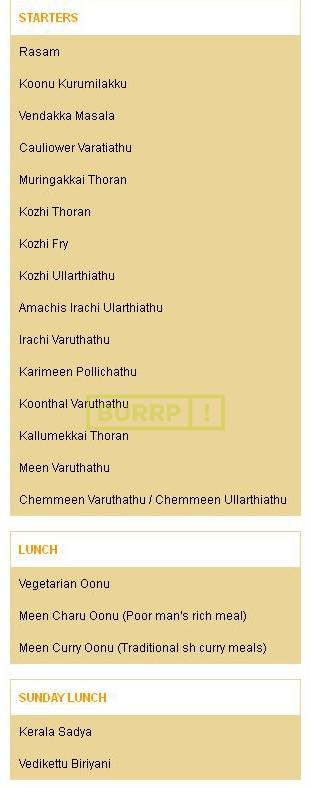 STARTERS
Rasam
Koonu Kurumilakku
Vendakka Masala
Cauliower Varatiathu
Muringakkai Thoran
Kozhi Thoran
Kozhi Fry
Kozhi Ullarthiathu
Amachis Irachi Ularthiathu
Irachi Varuthathu
Karimeen Pollichathu
Koonthal Varuthathu
BURRP !
Kallumekkai Thoran
Meen Varuthathu
Chemmeen Varuthathu / Chemmeen Ullarthiathu
LUNCH
Vegetarian Oonu
Meen Charu Oonu (Poor man's rich meal)
Meen Curry Oonu (Traditional sh curry meals)
SUNDAY LUNCH
Kerala Sadya
Vedikettu Biriyani